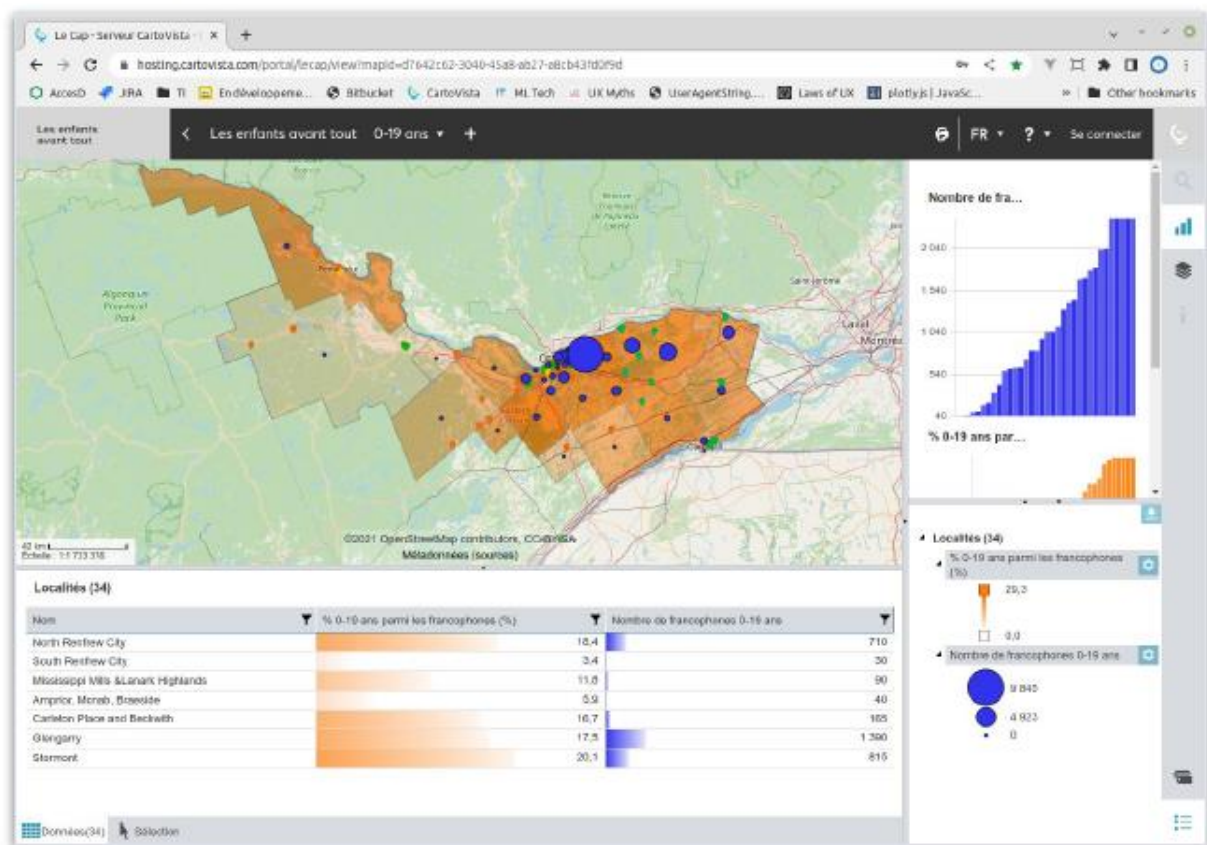 Le Cap - Serveur CartoVista -
hosting.cartovista.com/portal/lecap/view?mapId=d7642c62-3040-45a8-ab27-a8cb43fd0f9d
AccesD JIRA TI En développeme... Bitbucket CartoVista ML Tech UX Myths UserAgentString.... Laws of UX plotly.js | JavaSc... » Other bookmarks
Les enfants
avant tout
Les enfants avant tout 0-19 ans + FR ? Se connecter
Algonquin
Provincial
Park
Saint-Jérôme
Laval
42 km
Echelle: 1:1 733 318
©2021 OpenStreetMap contributors, CC-BY-SA
Métadonnées (sources)
Nombre de fra...
2 040
1 540
1 040
540
40
% 0-19 ans par...
Localités (34)
% 0-19 ans parmi les francophones
(%)
29,3
0,0
Nombre de francophones 0-19 ans
9 845
4 923
0
Localités (34)
Nom % 0-19 ans parmi les francophones (%) Nombre de francophones 0-19 ans
North Renfrew City 18,4 710
South Renfrew City 3,4 30
Mississippi Mills &Lanark Highlands 11,8 90
Arnprior, Mcnab, Braeside 5,9 40
Carleton Place and Beckwith 16,7 165
Glengarry 17,5 1 390
Stormont 20,1 815
Données(34) Sélection